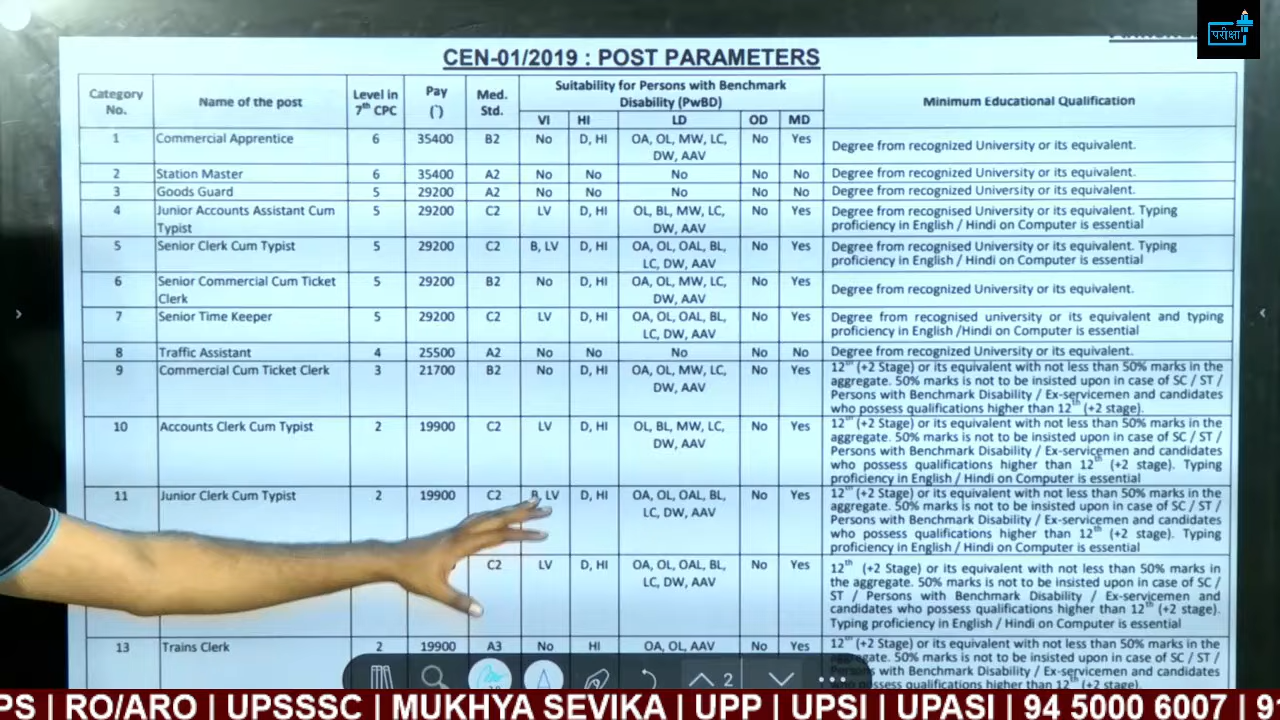 परीक्षा
CEN-01/2019 : POST PARAMETERS
Category No. | Name of the post | Level in 7th CPC | Pay (`) | Med. Std. | Suitability for Persons with Benchmark Disability (PwBD) | Minimum Educational Qualification
VI | HI | LD | OD | MD
1 | Commercial Apprentice | 6 | 35400 | B2 | No | D, HI | OA, OL, MW, LC, DW, AAV | No | Yes | Degree from recognized University or its equivalent.
2 | Station Master | 6 | 35400 | A2 | No | No | No | No | No | Degree from recognized University or its equivalent.
3 | Goods Guard | 5 | 29200 | A2 | No | No | No | No | No | Degree from recognized University or its equivalent.
4 | Junior Accounts Assistant Cum Typist | 5 | 29200 | C2 | LV | D, HI | OL, BL, MW, LC, DW, AAV | No | Yes | Degree from recognised University or its equivalent. Typing proficiency in English / Hindi on Computer is essential
5 | Senior Clerk Cum Typist | 5 | 29200 | C2 | B, LV | D, HI | OA, OL, OAL, BL, LC, DW, AAV | No | Yes | Degree from recognised University or its equivalent. Typing proficiency in English / Hindi on Computer is essential
6 | Senior Commercial Cum Ticket Clerk | 5 | 29200 | B2 | No | D, HI | OA, OL, MW, LC, DW, AAV | No | Yes | Degree from recognised University or its equivalent.
7 | Senior Time Keeper | 5 | 29200 | C2 | LV | D, HI | OA, OL, OAL, BL, LC, DW, AAV | No | Yes | Degree from recognised university or its equivalent and typing proficiency in English /Hindi on Computer is essential
8 | Traffic Assistant | 4 | 25500 | A2 | No | No | No | No | No | Degree from recognized University or its equivalent.
9 | Commercial Cum Ticket Clerk | 3 | 21700 | B2 | No | D, HI | OA, OL, MW, LC, DW, AAV | No | Yes | 12th (+2 Stage) or its equivalent with not less than 50% marks in the aggregate. 50% marks is not to be insisted upon in case of SC / ST / Persons with Benchmark Disability / Ex-servicemen and candidates who possess qualifications higher than 12th (+2 stage).
10 | Accounts Clerk Cum Typist | 2 | 19900 | C2 | LV | D, HI | OL, BL, MW, LC, DW, AAV | No | Yes | 12th (+2 Stage) or its equivalent with not less than 50% marks in the aggregate. 50% marks is not to be insisted upon in case of SC / ST / Persons with Benchmark Disability / Ex-servicemen and candidates who possess qualifications higher than 12th (+2 stage). Typing proficiency in English / Hindi on Computer is essential
11 | Junior Clerk Cum Typist | 2 | 19900 | C2 | B, LV | D, HI | OA, OL, OAL, BL, LC, DW, AAV | No | Yes | 12th (+2 Stage) or its equivalent with not less than 50% marks in the aggregate. 50% marks is not to be insisted upon in case of SC / ST / Persons with Benchmark Disability / Ex-servicemen and candidates who possess qualifications higher than 12th (+2 stage). Typing proficiency in English / Hindi on Computer is essential
C2 | LV | D, HI | OA, OL, OAL, BL, LC, DW, AAV | No | Yes | 12th (+2 Stage) or its equivalent with not less than 50% marks in the aggregate. 50% marks is not to be insisted upon in case of SC / ST / Persons with Benchmark Disability / Ex-servicemen and candidates who possess qualifications higher than 12th (+2 stage). Typing proficiency in English / Hindi on Computer is essential
13 | Trains Clerk | 2 | 19900 | A3 | No | HI | OA, OL, AAV | No | Yes | 12th (+2 Stage) or its equivalent with not less than 50% marks in the 50% marks is not to be insisted upon in case of SC / ST / with Benchmark Disability / Ex-servicemen and candidates qualifications higher than 12th (+2 stage).
2
PS | RO/ARO | UPSSSC | MUKHYA SEVIKA | UPP | UPSI | UPASI | 94 5000 6007 | 9